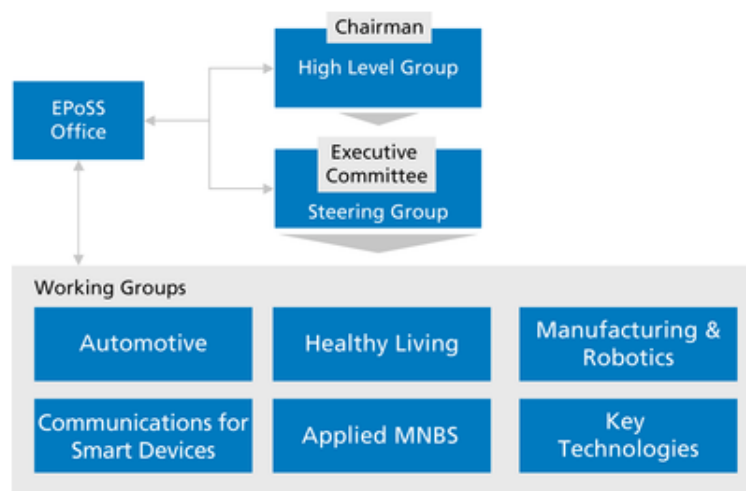 Chairman
High Level Group
EPoSS
Office
Executive
Committee
Steering Group
Working Groups
Automotive
Healthy Living
Manufacturing &
Robotics
Communications for
Smart Devices
Applied MNBS
Key
Technologies